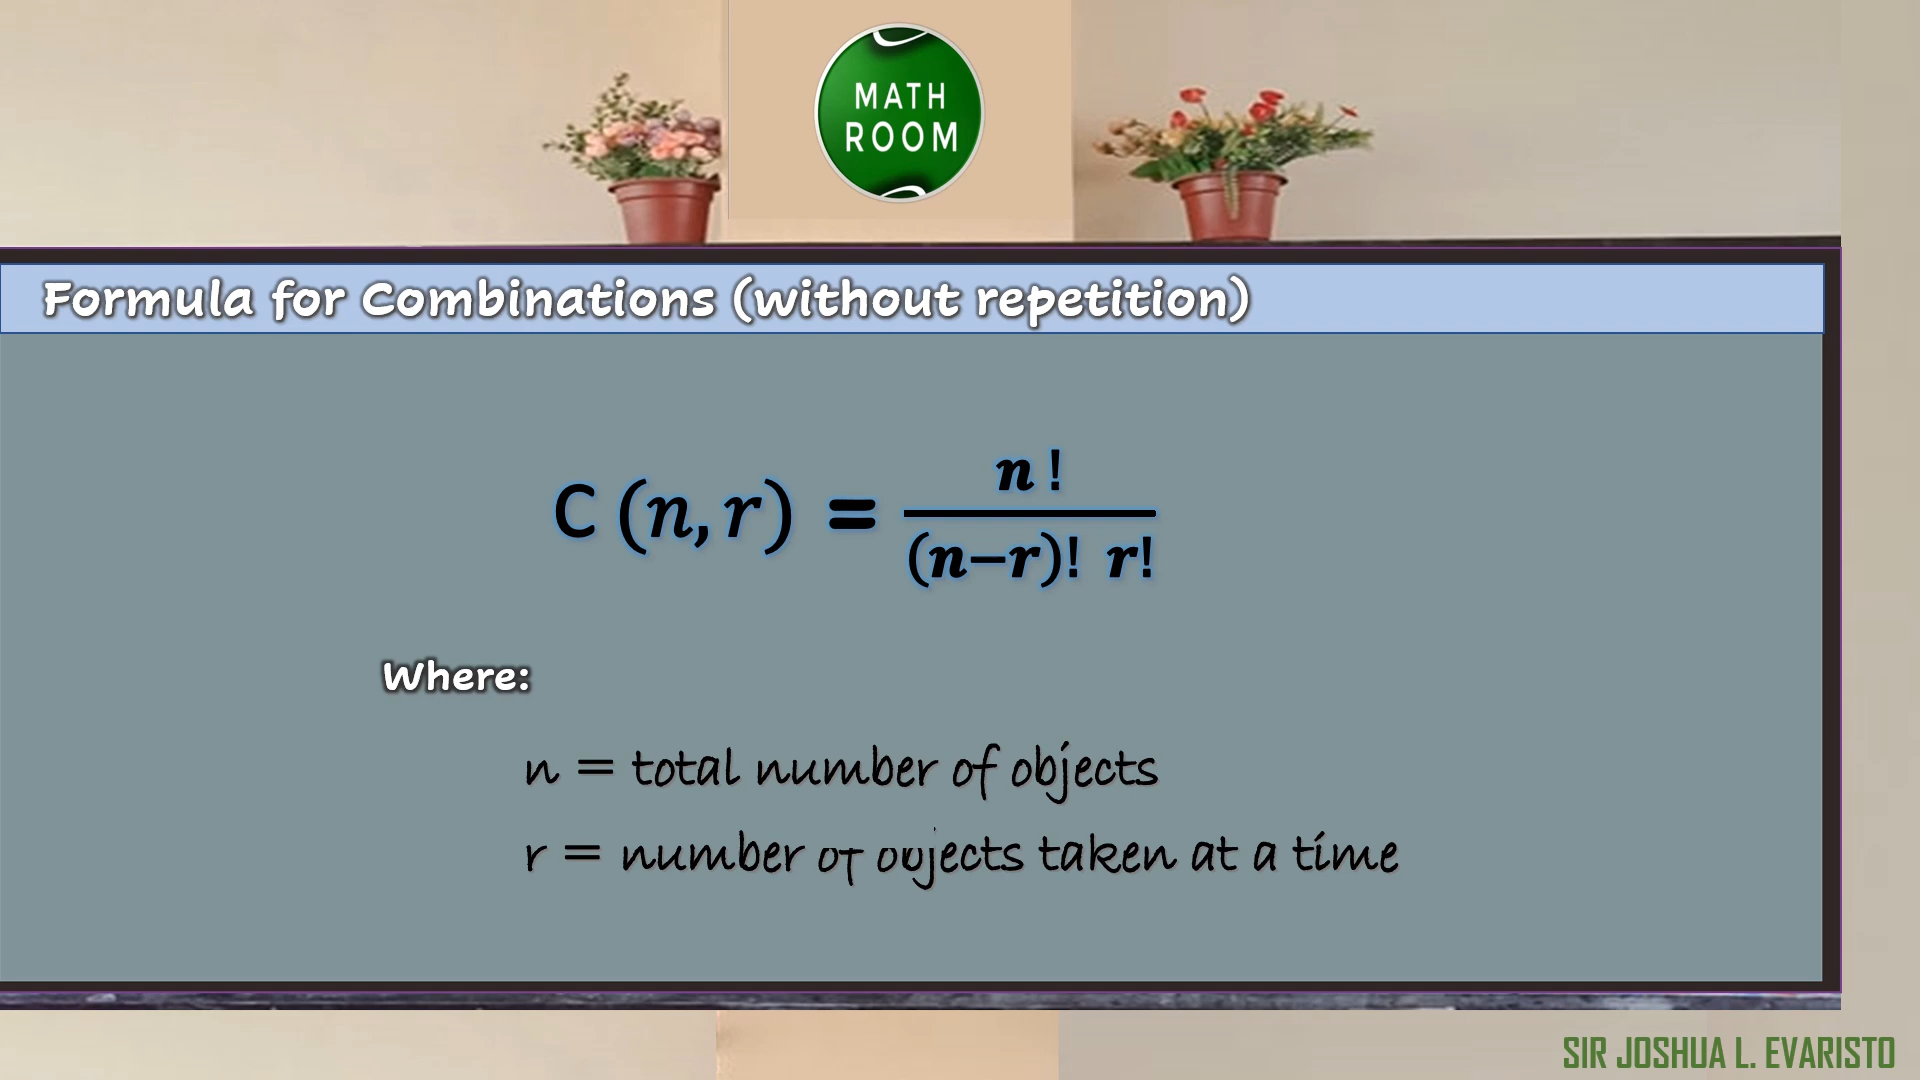 MATH
ROOM
Formula for Combinations (without repetition)
C (n, r) = n! / (n−r)! r!
Where:
n = total number of objects
r = number of objects taken at a time
SIR JOSHUA L. EVARISTO